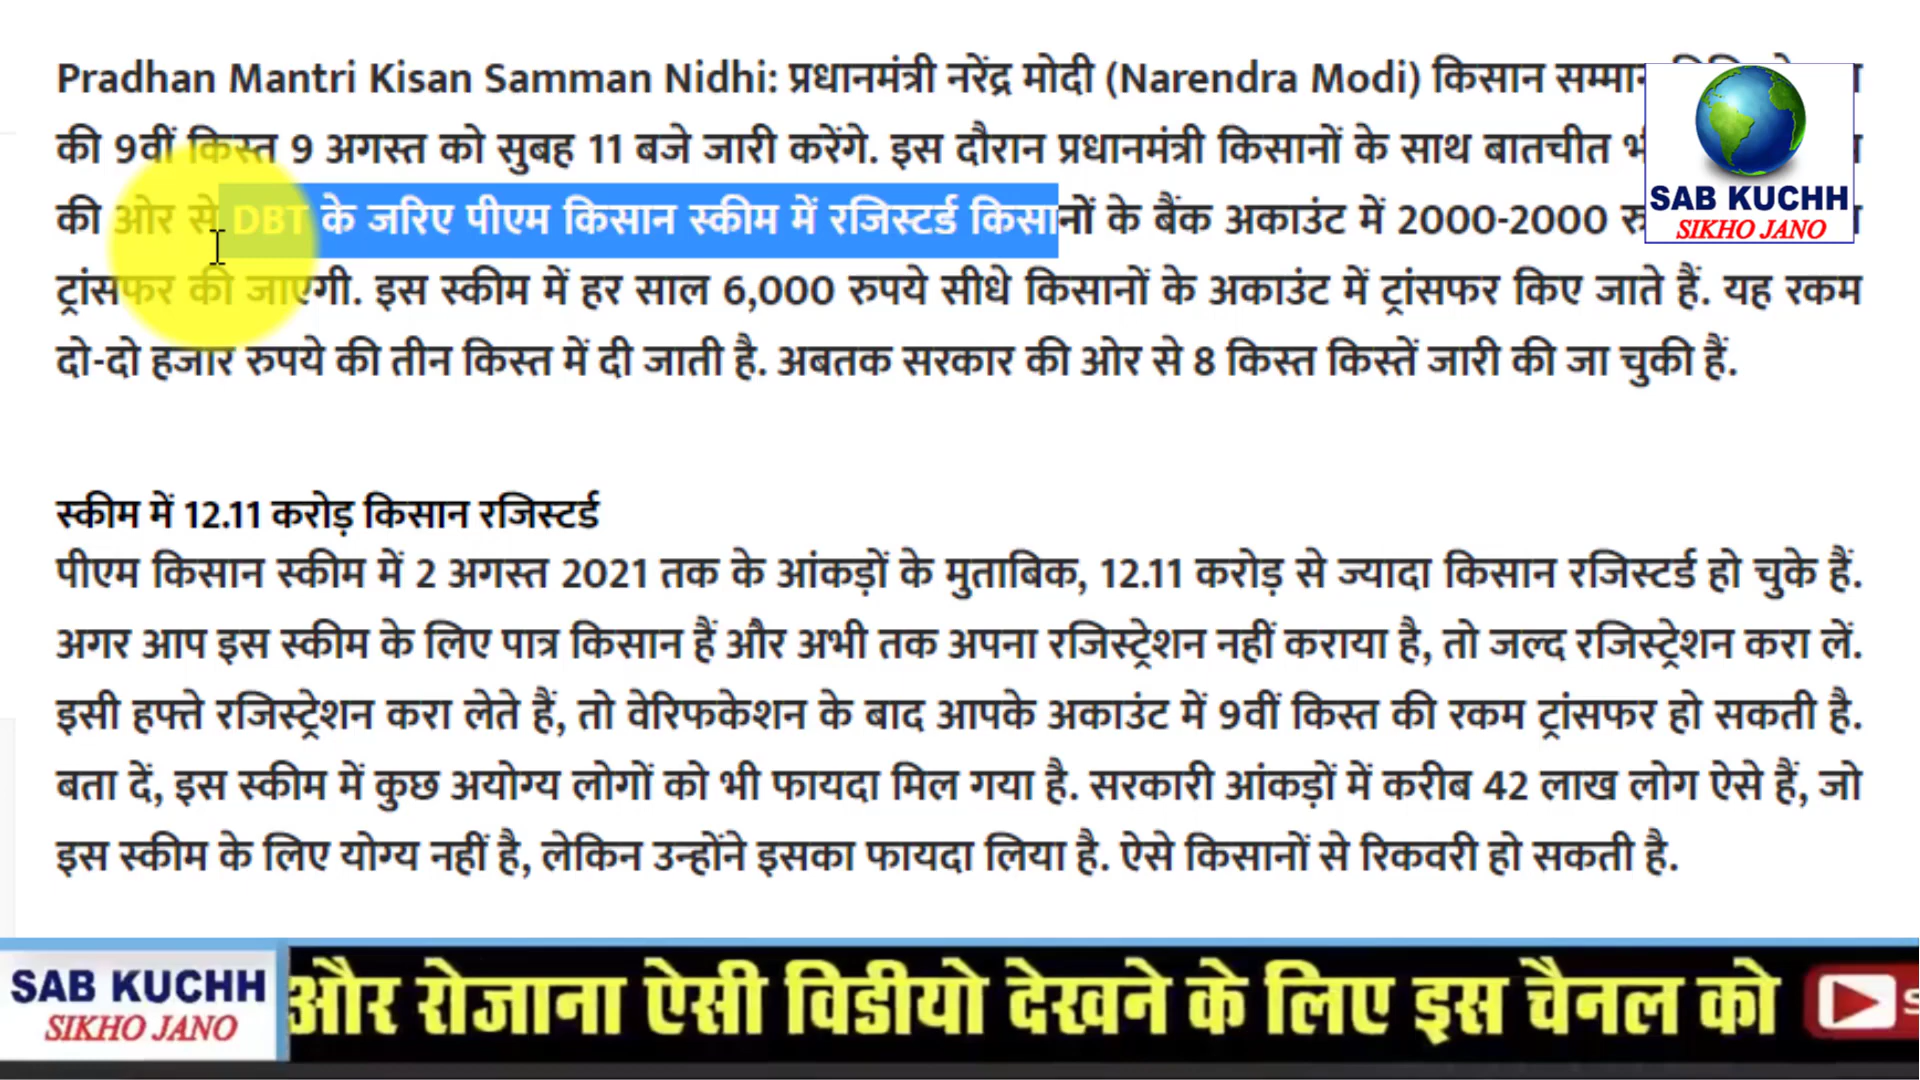 Pradhan Mantri Kisan Samman Nidhi: प्रधानमंत्री नरेंद्र मोदी (Narendra Modi) किसान सम्मान
की 9वीं किस्त 9 अगस्त को सुबह 11 बजे जारी करेंगे. इस दौरान प्रधानमंत्री किसानों के साथ बातचीत
की ओर से DBT के जरिए पीएम किसान स्कीम में रजिस्टर्ड किसानों के बैंक अकाउंट में 2000-2000
ट्रांसफर की जाएगी. इस स्कीम में हर साल 6,000 रुपये सीधे किसानों के अकाउंट में ट्रांसफर किए जाते हैं. यह रकम
दो-दो हजार रुपये की तीन किस्त में दी जाती है. अबतक सरकार की ओर से 8 किस्त किस्तें जारी की जा चुकी हैं.
SAB KUCHH
SIKHO JANO
स्कीम में 12.11 करोड़ किसान रजिस्टर्ड
पीएम किसान स्कीम में 2 अगस्त 2021 तक के आंकड़ों के मुताबिक, 12.11 करोड़ से ज्यादा किसान रजिस्टर्ड हो चुके हैं.
अगर आप इस स्कीम के लिए पात्र किसान हैं और अभी तक अपना रजिस्ट्रेशन नहीं कराया है, तो जल्द रजिस्ट्रेशन करा लें.
इसी हफ्ते रजिस्ट्रेशन करा लेते हैं, तो वेरिफकेशन के बाद आपके अकाउंट में 9वीं किस्त की रकम ट्रांसफर हो सकती है.
बता दें, इस स्कीम में कुछ अयोग्य लोगों को भी फायदा मिल गया है. सरकारी आंकड़ों में करीब 42 लाख लोग ऐसे हैं, जो
इस स्कीम के लिए योग्य नहीं है, लेकिन उन्होंने इसका फायदा लिया है. ऐसे किसानों से रिकवरी हो सकती है.
SAB KUCHH
SIKHO JANO
और रोजाना ऐसी विडीयो देखने के लिए इस चैनल को